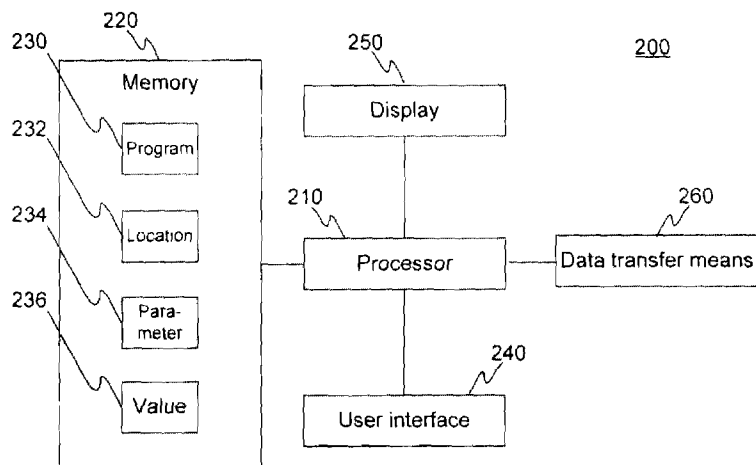 220
230
Memory
Program
232
Location
234
Para-
meter
236
Value
250
200
Display
210
Processor
260
Data transfer means
240
User interface